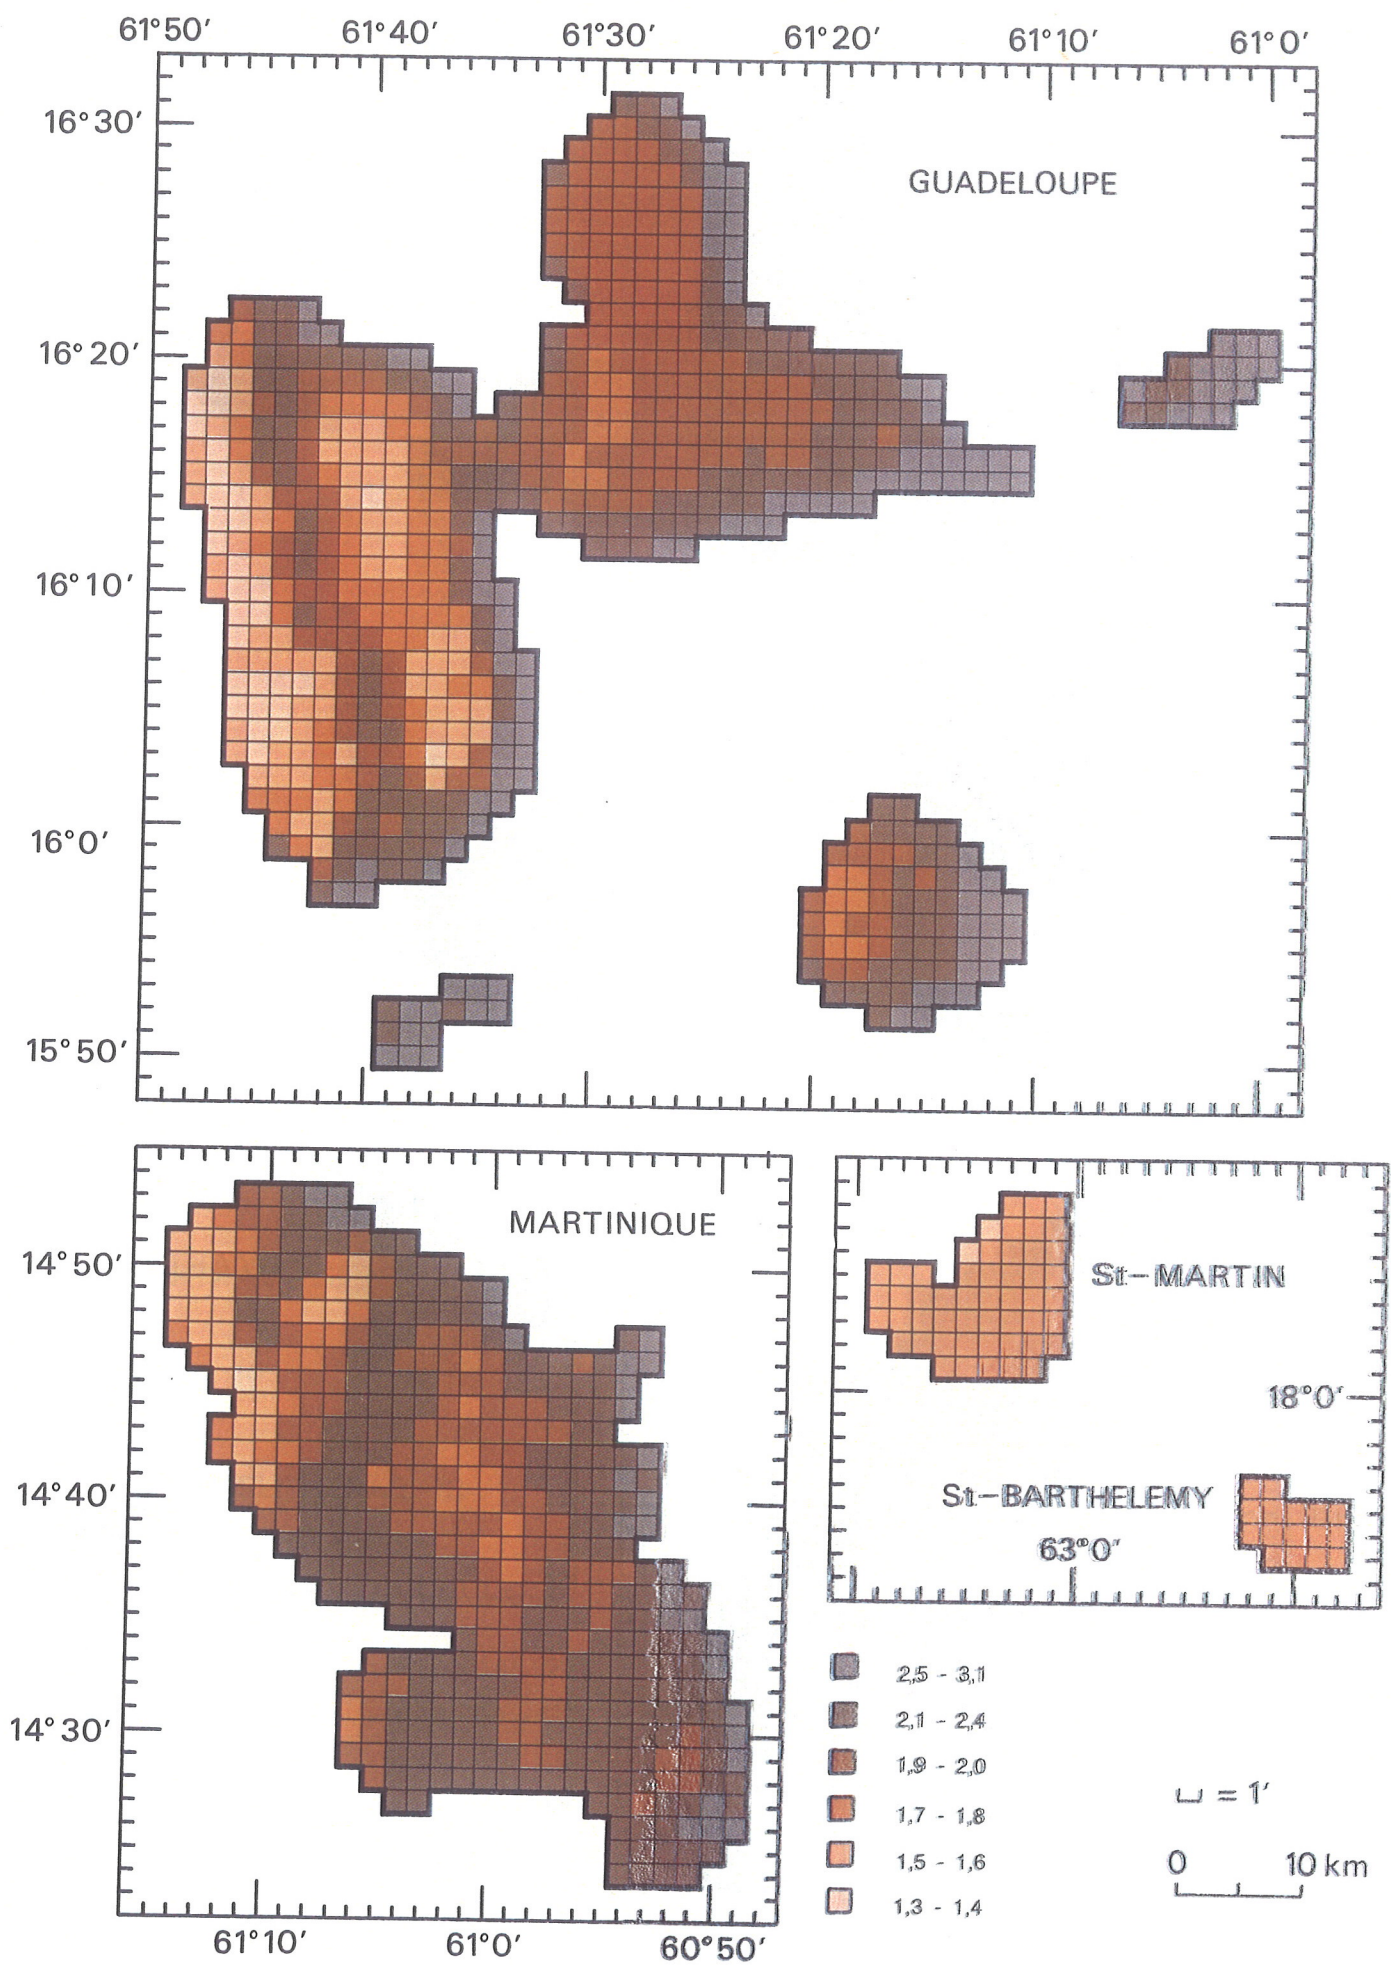 61°50′ 61°40′ 61°30′ 61°20′ 61°10′ 61°0′
16°30′
GUADELOUPE
16°20′
16°10′
16°0′
15°50′
MARTINIQUE
14°50′
St-MARTIN
18°0′
14°40′
St-BARTHELEMY
63°0′
2,5 - 3,1
14°30′
2,1 - 2,4
1,9 - 2,0
= 1′
1,7 - 1,8
1,5 - 1,6
0 10 km
1,3 - 1,4
61°10′ 61°0′ 60°50′